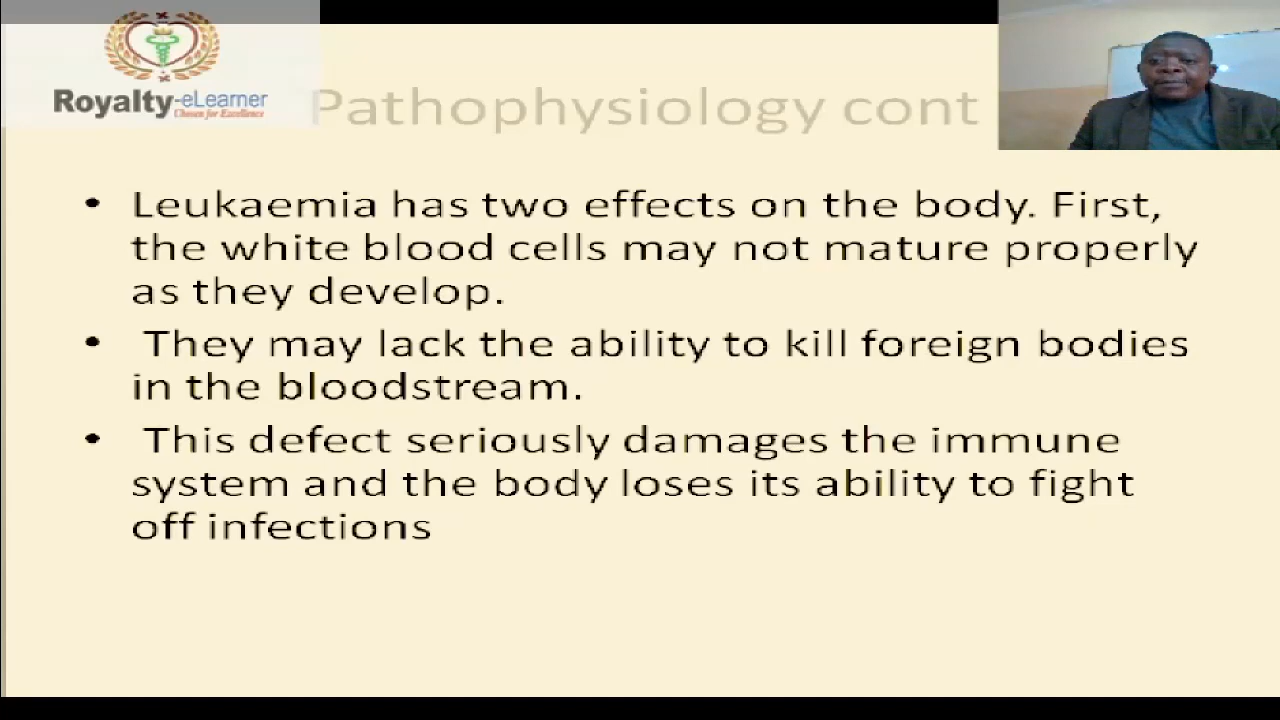 Royalty-eLearner
Chosen for Excellence
Pathophysiology cont
• Leukaemia has two effects on the body. First,
the white blood cells may not mature properly
as they develop.
• They may lack the ability to kill foreign bodies
in the bloodstream.
• This defect seriously damages the immune
system and the body loses its ability to fight
off infections